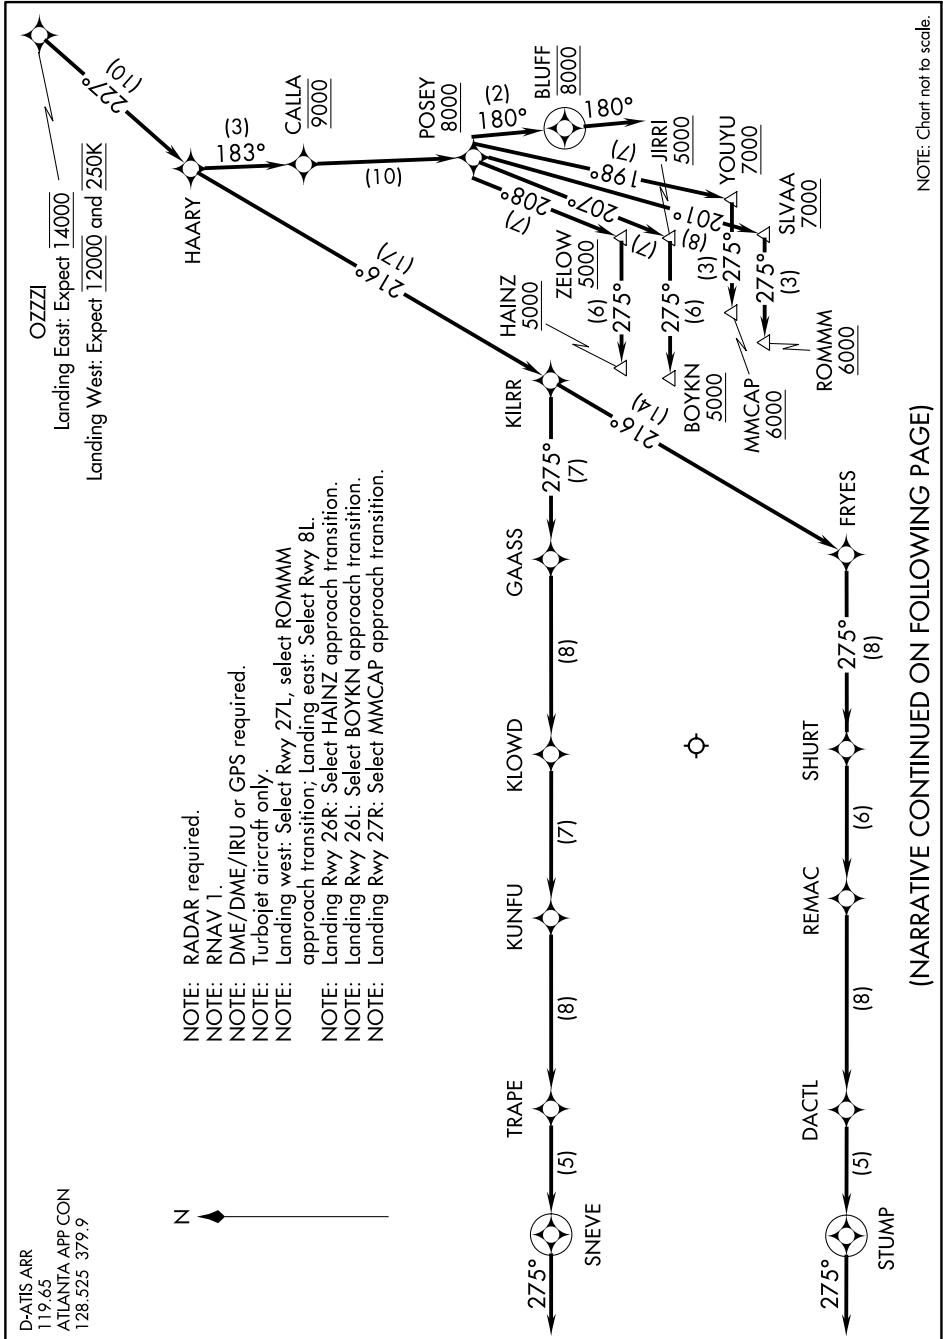 D-ATIS ARR
119.65
ATLANTA APP CON
128.525 379.9
N
NOTE: RADAR required.
NOTE: RNAV 1.
NOTE: DME/DME/IRU or GPS required.
NOTE: Turbojet aircraft only.
NOTE: Landing west: Select Rwy 27L, select ROMMM
approach transition; Landing east: Select Rwy 8L.
NOTE: Landing Rwy 26R: Select HAINZ approach transition.
NOTE: Landing Rwy 26L: Select BOYKN approach transition.
NOTE: Landing Rwy 27R: Select MMCAP approach transition.
OZZZI
Landing East: Expect 14000
Landing West: Expect 12000 and 250K
227°
(10)
HAARY
183°
(3)
CALLA
9000
(10)
POSEY
8000
180°
(2)
BLUFF
8000
180°
216°
(17)
208°
(7)
207°
(7)
198°
(7)
201°
(8)
HAINZ
5000
ZELOW
5000
275°
(6)
JIRRI
5000
275°
(6)
BOYKN
5000
YOUYU
7000
275°
(3)
MMCAP
6000
SLVAA
7000
275°
(3)
ROMMM
6000
KILRR
275°
(7)
GAASS
(8)
KLOWD
(7)
KUNFU
(8)
TRAPE
(5)
SNEVE
275°
216°
(14)
FRYES
275°
(8)
SHURT
(6)
REMAC
(8)
DACTL
(5)
STUMP
275°
NOTE: Chart not to scale.
(NARRATIVE CONTINUED ON FOLLOWING PAGE)